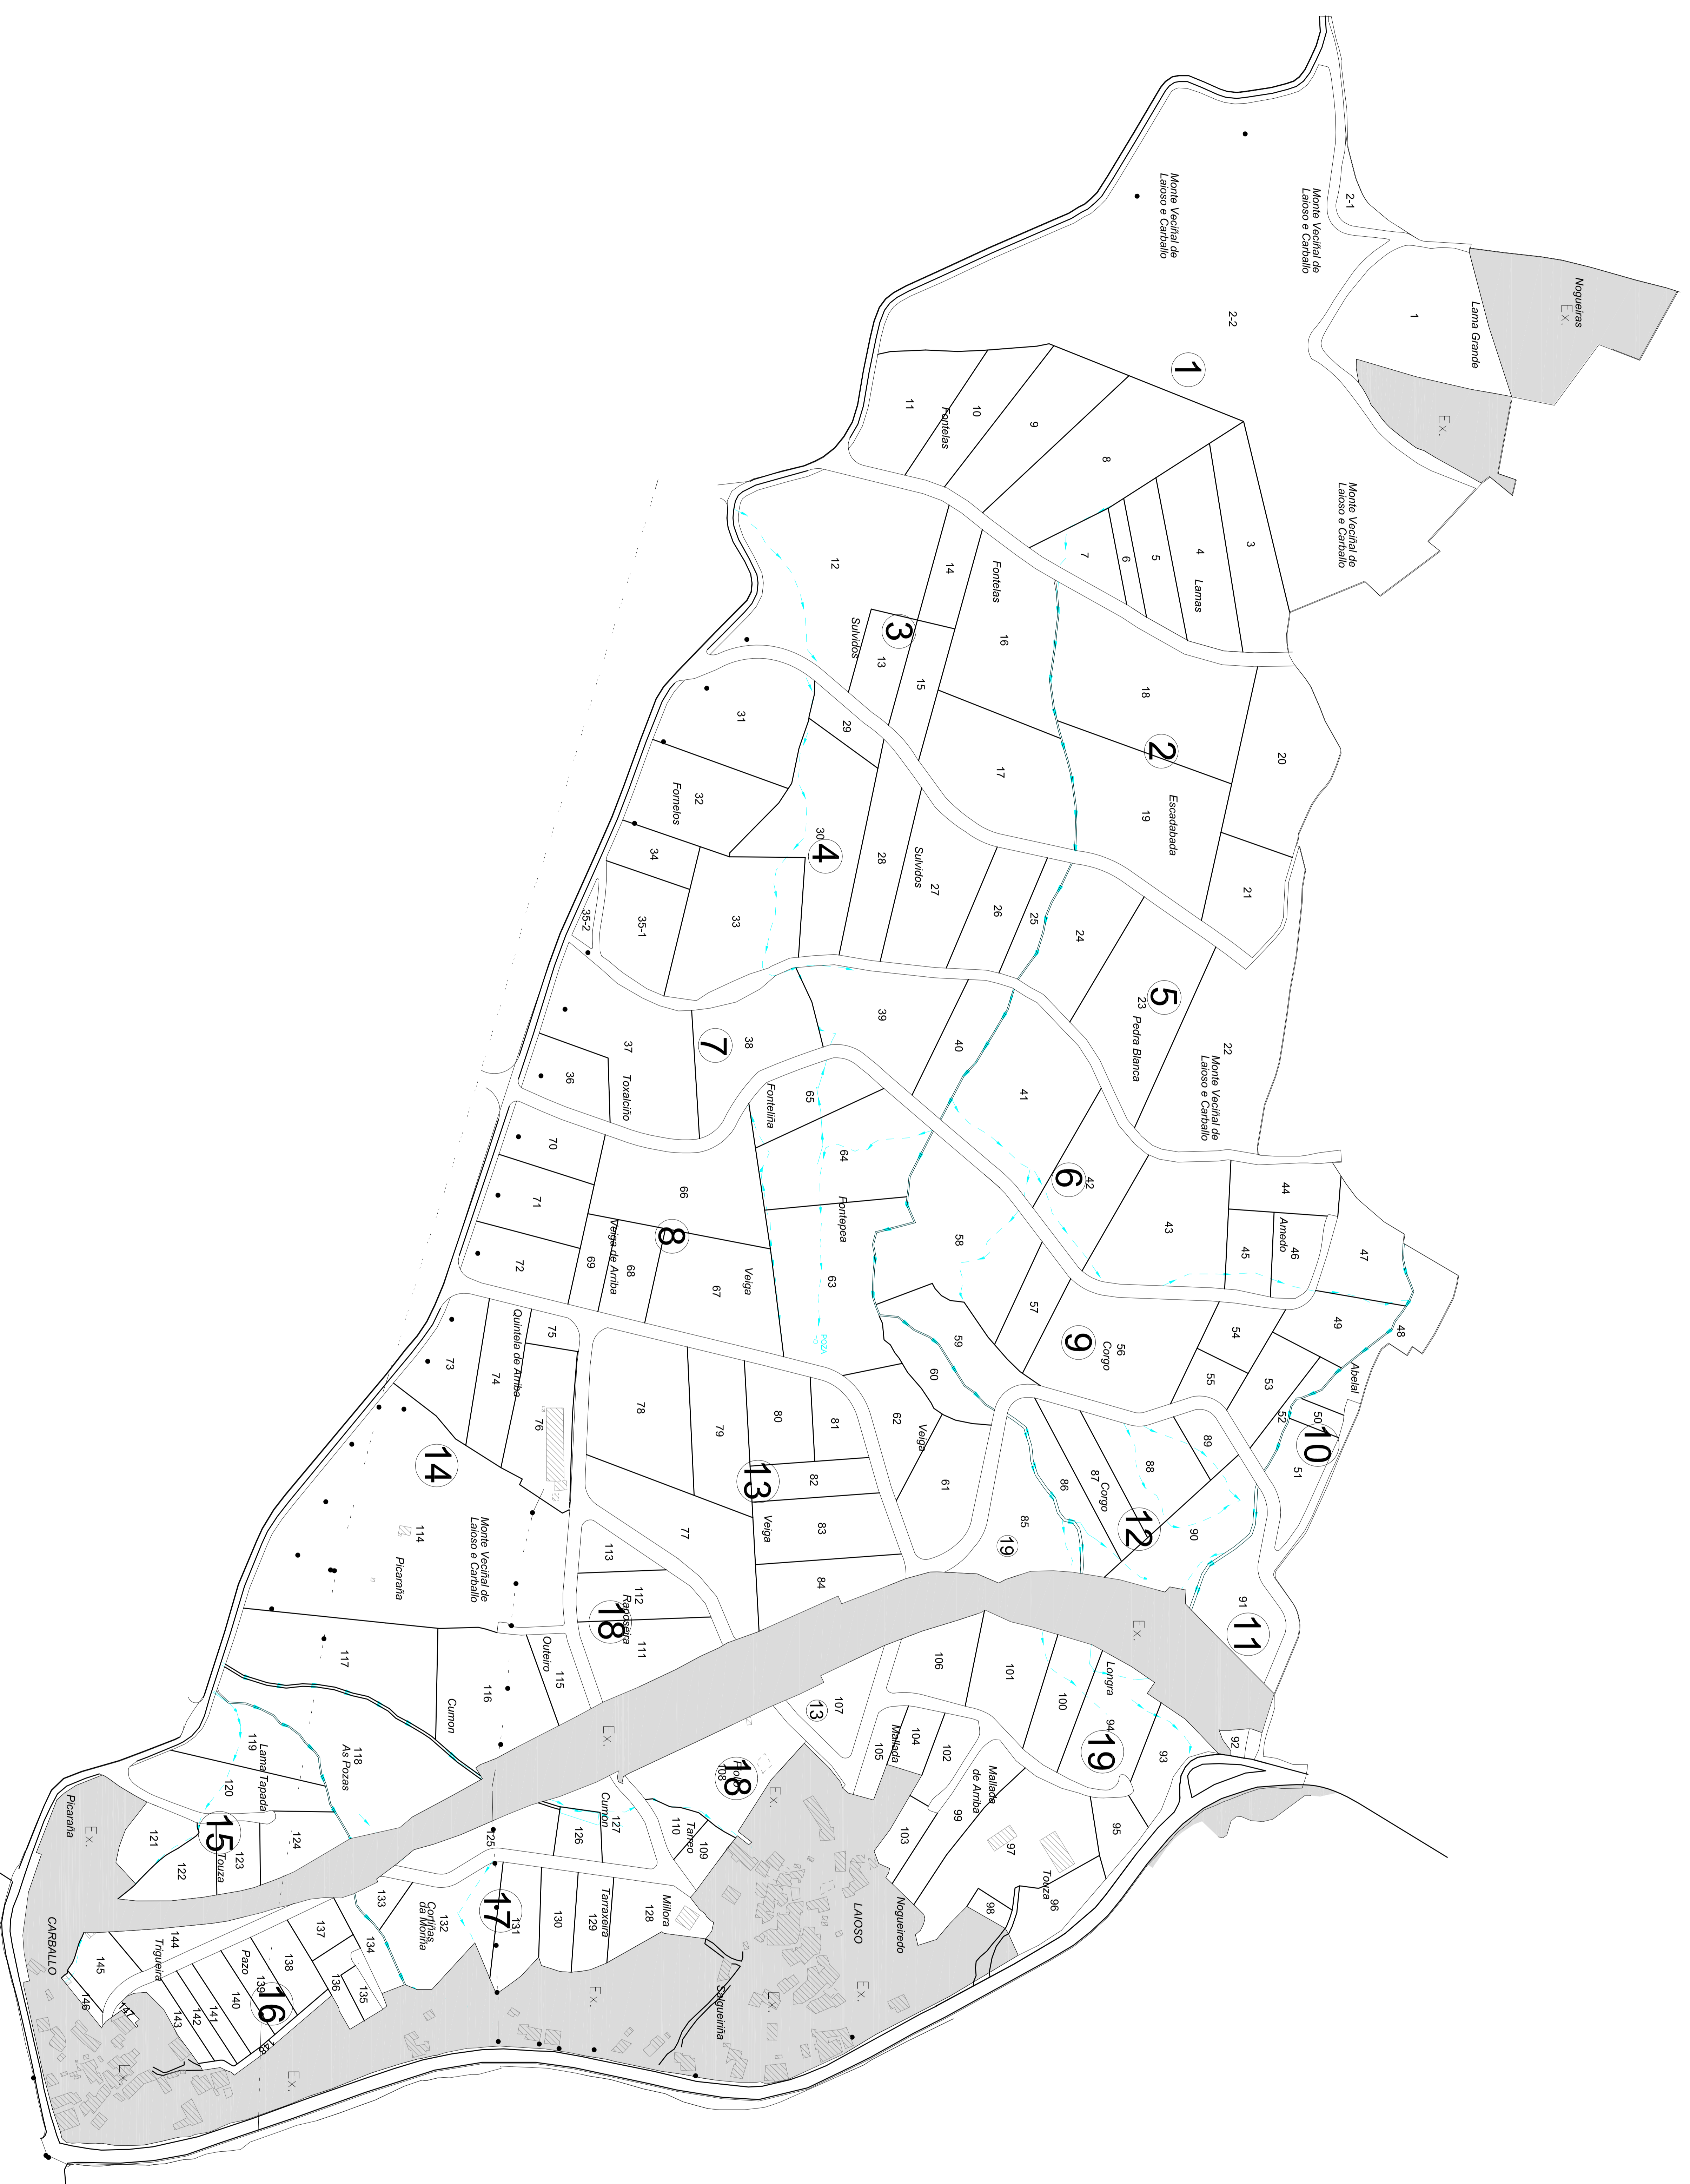 Nogueiras
Ex.
Lama Grande
1
2-1
Monte Veciñal de
Laioso e Carballo
Monte Veciñal de
Laioso e Carballo
2-2
1
Ex.
Monte Veciñal de
Laioso e Carballo
11
10
Fontelas
9
8
7
6
5
4
Lamas
3
12
14
Fontelas
16
Sulvidos
13
3
15
18
2
20
17
19
Escadabada
21
29
31
32
Fornelos
30
4
28
Sulvidos
27
26
25
24
34
33
35-1
35-2
5
23
Pedra Blanca
22
Monte Veciñal de
Laioso e Carballo
39
40
41
37
Toxalciño
36
38
7
Fonteliña
65
64
Fontepea
63
POZA
6
42
43
44
45
46
Amedo
47
48
49
Abelal
50
10
51
52
53
54
55
56
Corgo
9
57
58
59
60
70
71
72
66
8
69
68
Veiga de Arriba
67
Veiga
62
Veiga
61
73
74
75
Quintela de Arriba
76
78
79
80
81
82
13
83
Veiga
84
77
85
19
86
87
Corgo
88
12
89
90
91
11
14
114
Picaraña
Monte Veciñal de
Laioso e Carballo
113
112
Raposeira
18
111
Outeiro
115
116
117
Cumon
Ex.
Ex.
106
101
100
Longra
94
19
93
92
107
13
Mallada
104
105
102
Mallada
de Arriba
103
99
97
95
96
Touza
98
Nogueiredo
LAIOSO
18
108
Ex.
Tarreo
110
109
Cumon
127
126
125
118
As Pozas
Lama Tapada
119
120
15
121
122
123
Touza
124
Picaraña
Ex.
CARBALLO
Millora
128
Tarraxeira
129
130
131
17
132
Cortiñas
da Moriña
133
134
135
136
137
138
Pazo
139
16
140
141
142
143
144
Trigueira
145
146
147
148
Salgueiriña
Ex.
Ex.
Ex.
Ex.
Ex.